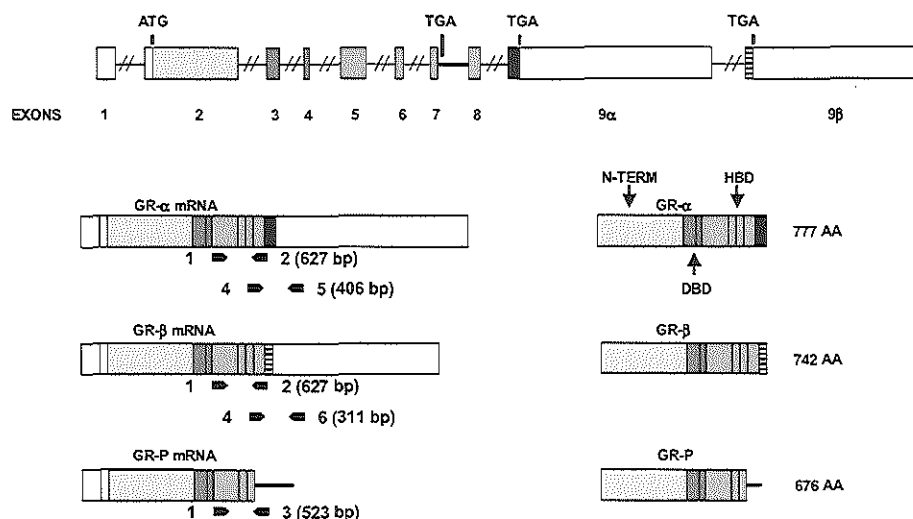 ATG TGA TGA TGA
EXONS 1 2 3 4 5 6 7 8 9α 9β
N-TERM HBD
GR-α mRNA GR-α 777 AA
1 2 (627 bp)
4 5 (406 bp) DBD
GR-β mRNA GR-β 742 AA
1 2 (627 bp)
4 6 (311 bp)
GR-P mRNA GR-P 676 AA
1 3 (523 bp)